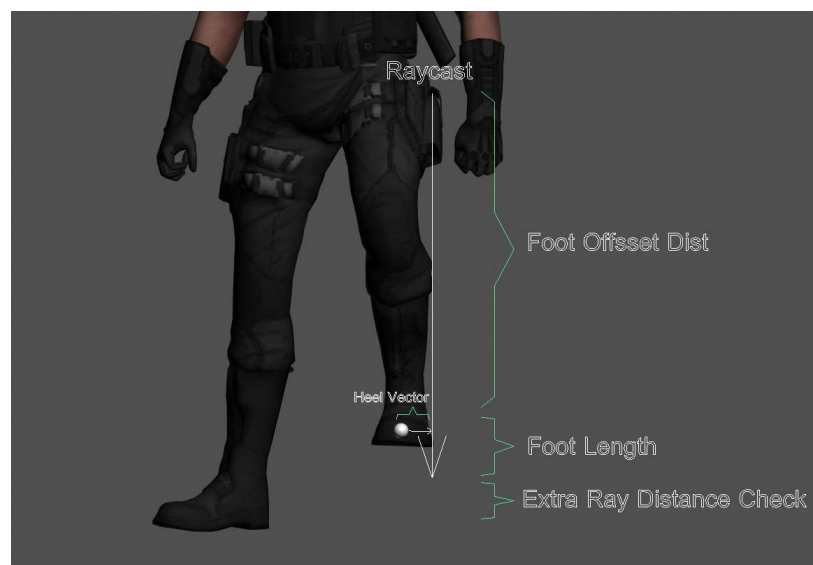 Raycast
Foot Offsset Dist
Heel Vector
Foot Length
Extra Ray Distance Check